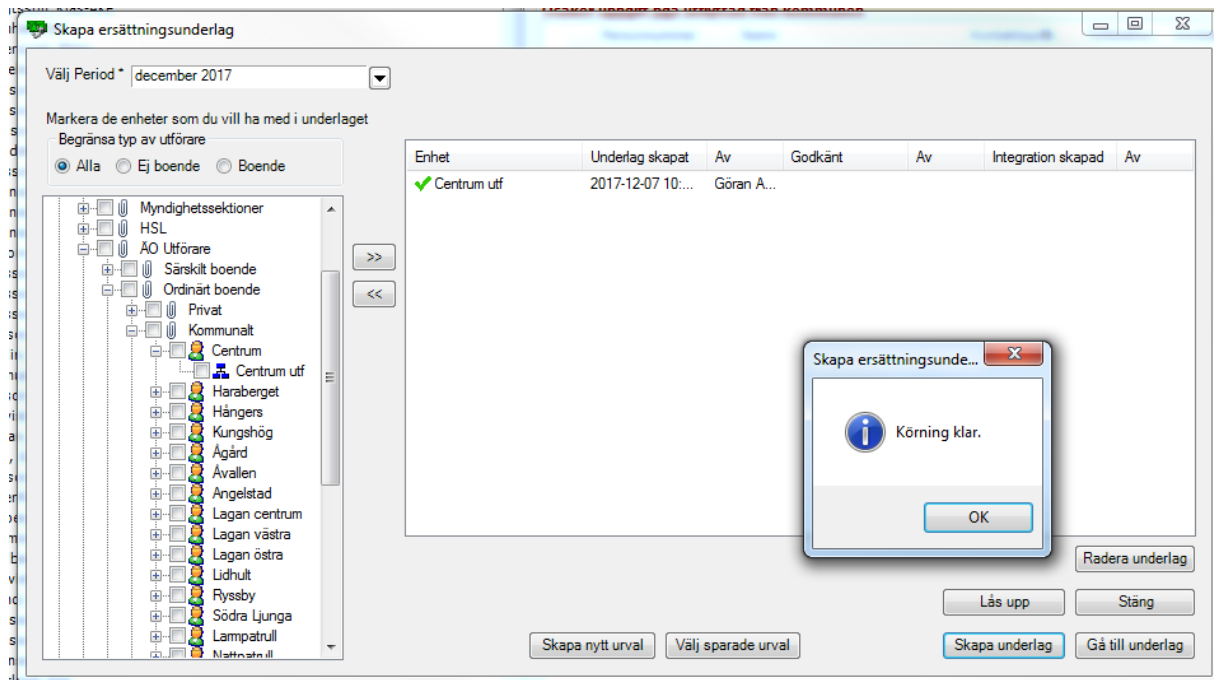 Skapa ersättningsunderlag
Välj Period * december 2017
Markera de enheter som du vill ha med i underlaget
Begränsa typ av utförare
Alla Ej boende Boende
Myndighetssektioner
HSL
ÄO Utförare
Särskilt boende
Ordinärt boende
Privat
Kommunalt
Centrum
Centrum utf
Haraberget
Hångers
Kungshög
Ågård
Åvallen
Angelstad
Lagan centrum
Lagan västra
Lagan östra
Lidhult
Ryssby
Södra Ljunga
Lampatrull
Nattpatrull
>>
<<
Enhet Underlag skapat Av Godkänt Av Integration skapad Av
Centrum utf 2017-12-07 10:... Göran A...
Skapa ersättningsunde...
Körning klar.
OK
Radera underlag
Lås upp Stäng
Skapa nytt urval Välj sparade urval Skapa underlag Gå till underlag